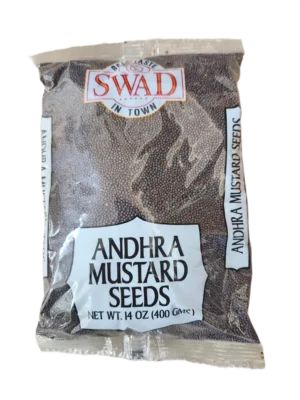 BEST TASTE
SWAD
IN TOWN
ANDHRA MUSTARD SEEDS
ANDHRA
MUSTARD
SEEDS
NET WT. 14 OZ (400 GMS)